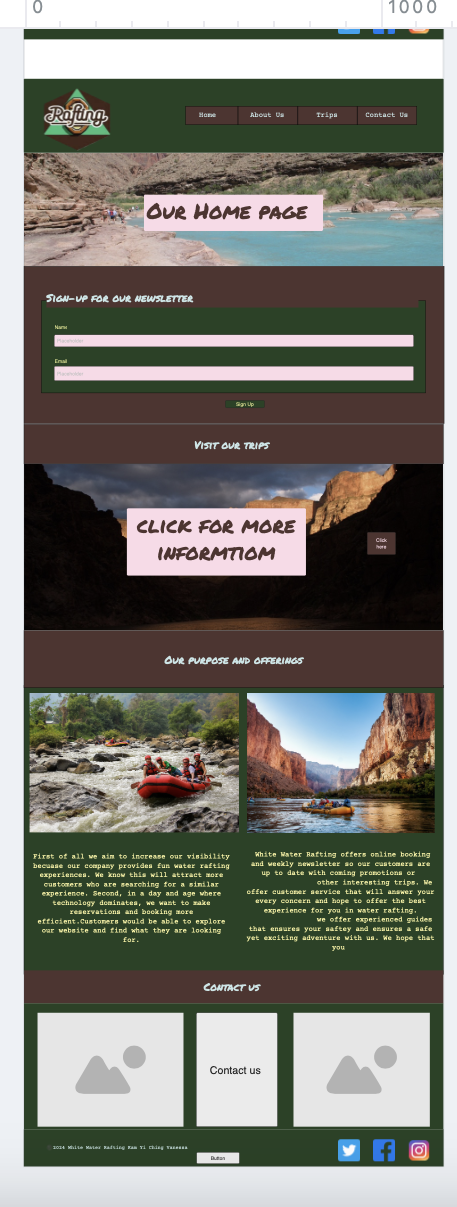 0 1000
Rafting
Home About Us Trips Contact Us
Our Home page
Sign-up for our newsletter
Name
Placeholder
Email
Placeholder
Sign Up
Visit our trips
click for more
informtiom
Click
here
Our purpose and offerings
First of all we aim to increase our visibility
becuase our company provides fun water rafting
experiences. We know this will attract more
customers who are searching for a similar
experience. Second, in a day and age where
technology dominates, we want to make
reservations and booking more
efficient.Customers would be able to explore
our website and find what they are looking
for.
White Water Rafting offers online booking
and weekly newsletter so our customers are
up to date with coming promotions or
other interesting trips. We
offer customer service that will answer your
every concern and hope to offer the best
experience for you in water rafting.
we offer experienced guides
that ensures your saftey and ensures a safe
yet exciting adventure with us. We hope that
you
Contact us
Contact us
©2024 White Water Rafting Kam Yi Ching Vanessa
Button